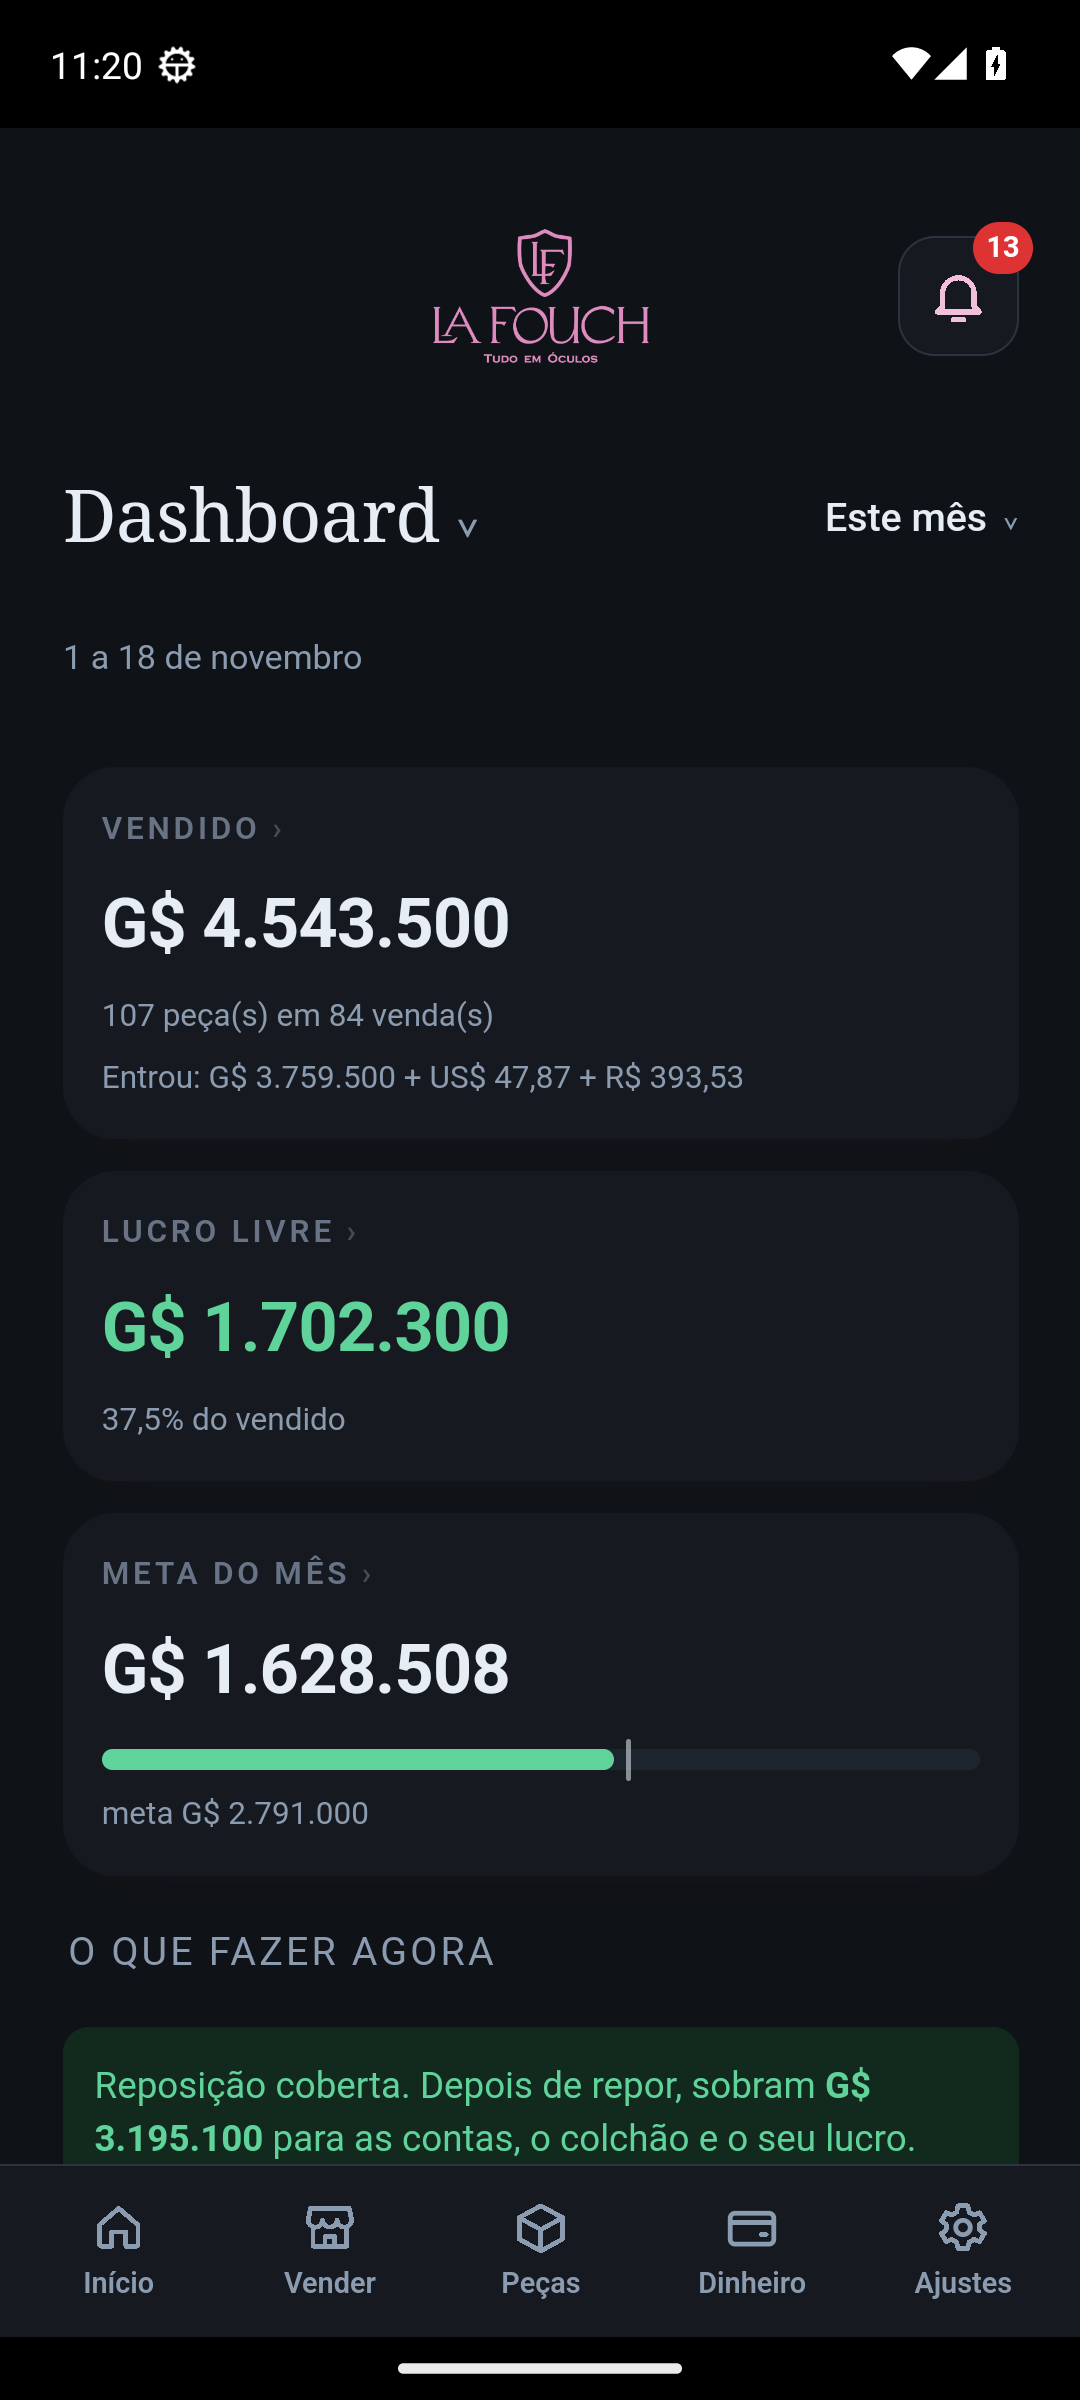 11:20
LF
LA FOUCH
TUDO EM ÓCULOS
13
Dashboard
Este mês
1 a 18 de novembro
VENDIDO ›
G$ 4.543.500
107 peça(s) em 84 venda(s)
Entrou: G$ 3.759.500 + US$ 47,87 + R$ 393,53
LUCRO LIVRE ›
G$ 1.702.300
37,5% do vendido
META DO MÊS ›
G$ 1.628.508
meta G$ 2.791.000
O QUE FAZER AGORA
Reposição coberta. Depois de repor, sobram G$
3.195.100 para as contas, o colchão e o seu lucro.
Início
Vender
Peças
Dinheiro
Ajustes